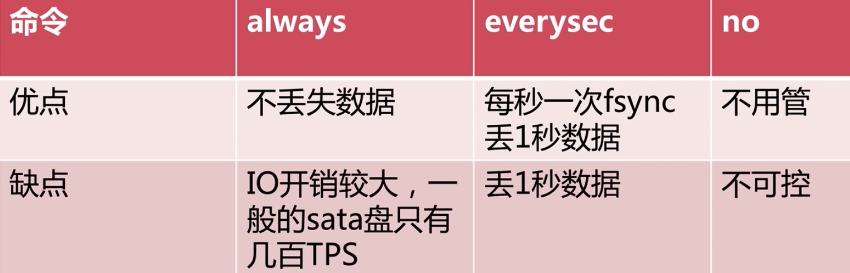 命令 always everysec no
优点 不丢失数据 每秒一次fsync 不用管
丢1秒数据
缺点 IO开销较大，一 丢1秒数据 不可控
般的sata盘只有
几百TPS